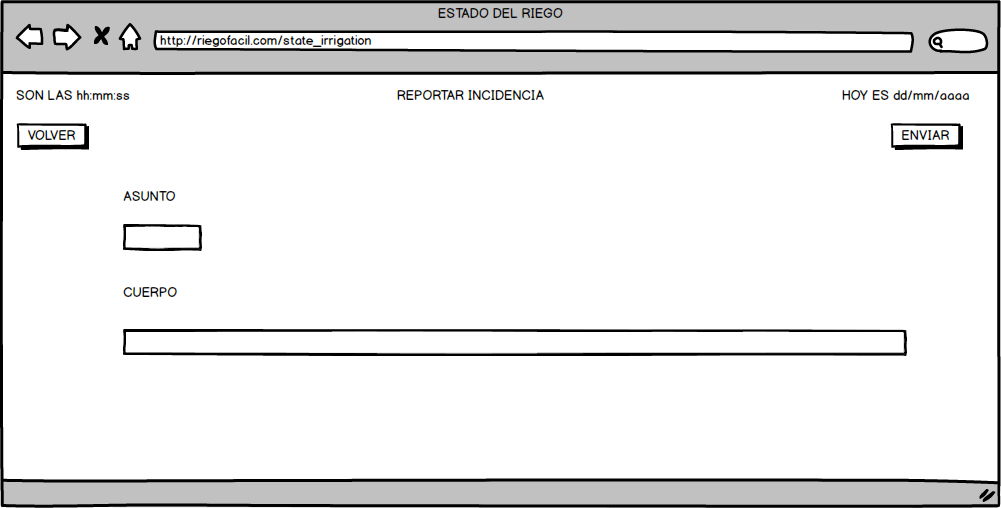 ESTADO DEL RIEGO
http://riegofacil.com/state_irrigation
SON LAS hh:mm:ss
REPORTAR INCIDENCIA
HOY ES dd/mm/aaaa
VOLVER
ENVIAR
ASUNTO
CUERPO